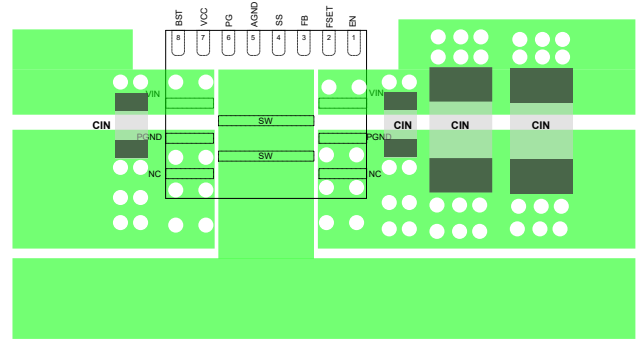 BST VCC PG AGND SS FB FSET EN
8 7 6 5 4 3 2 1
VIN VIN
SW
CIN PGND PGND CIN CIN CIN
SW
NC NC